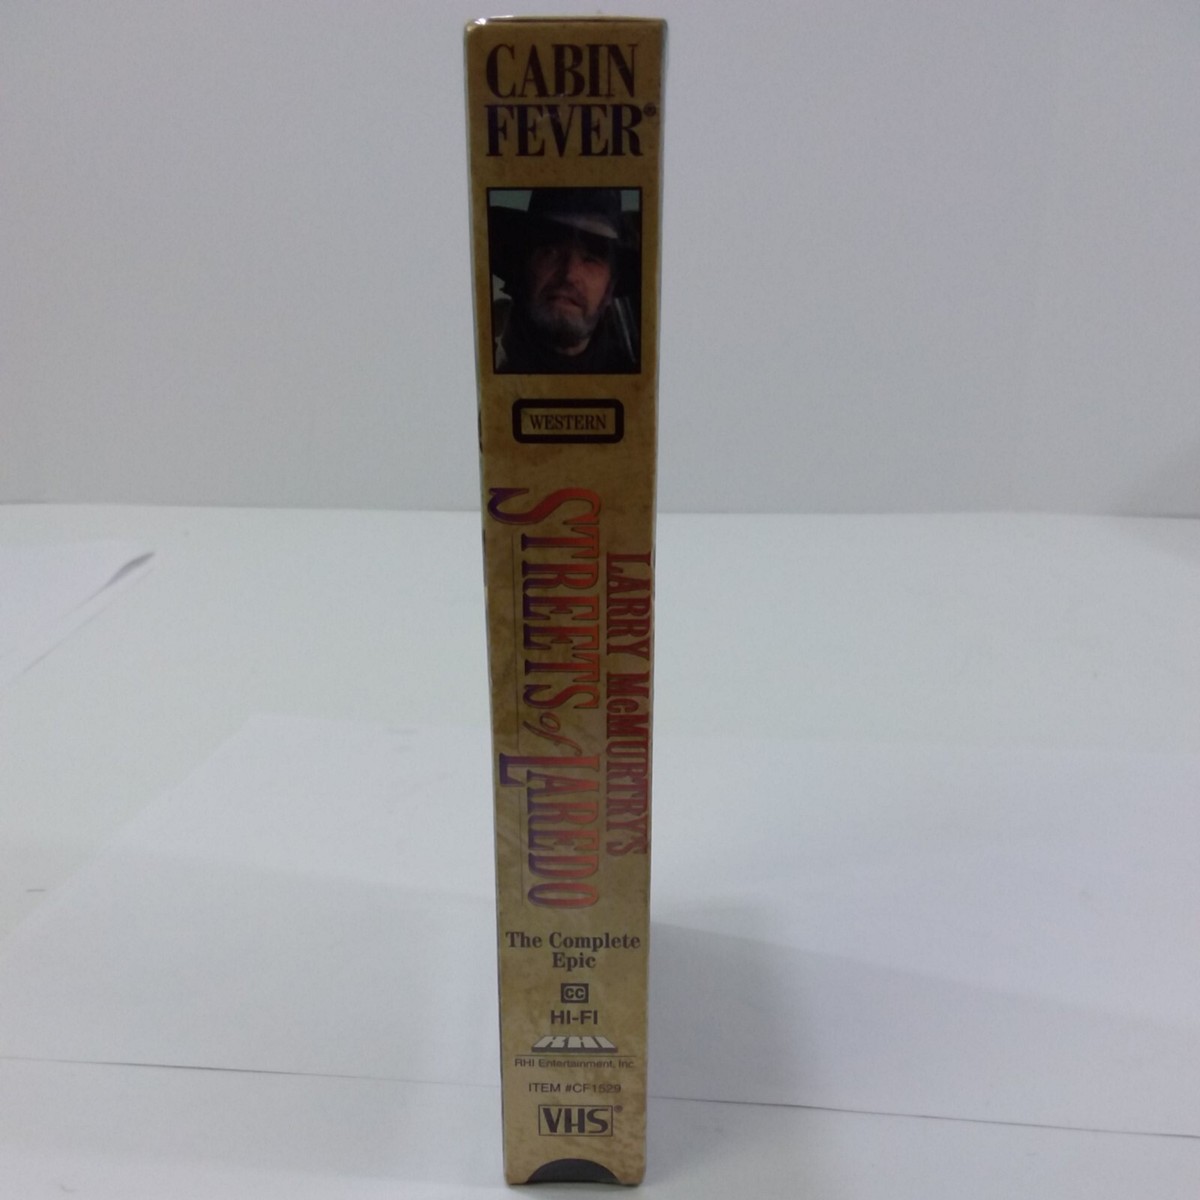 CABIN
FEVER®
WESTERN
LARRY McMURTRY'S
STREETS of LAREDO
The Complete
Epic
CC
HI-FI
RHI
RHI Entertainment, Inc.
ITEM #CF1529
VHS®